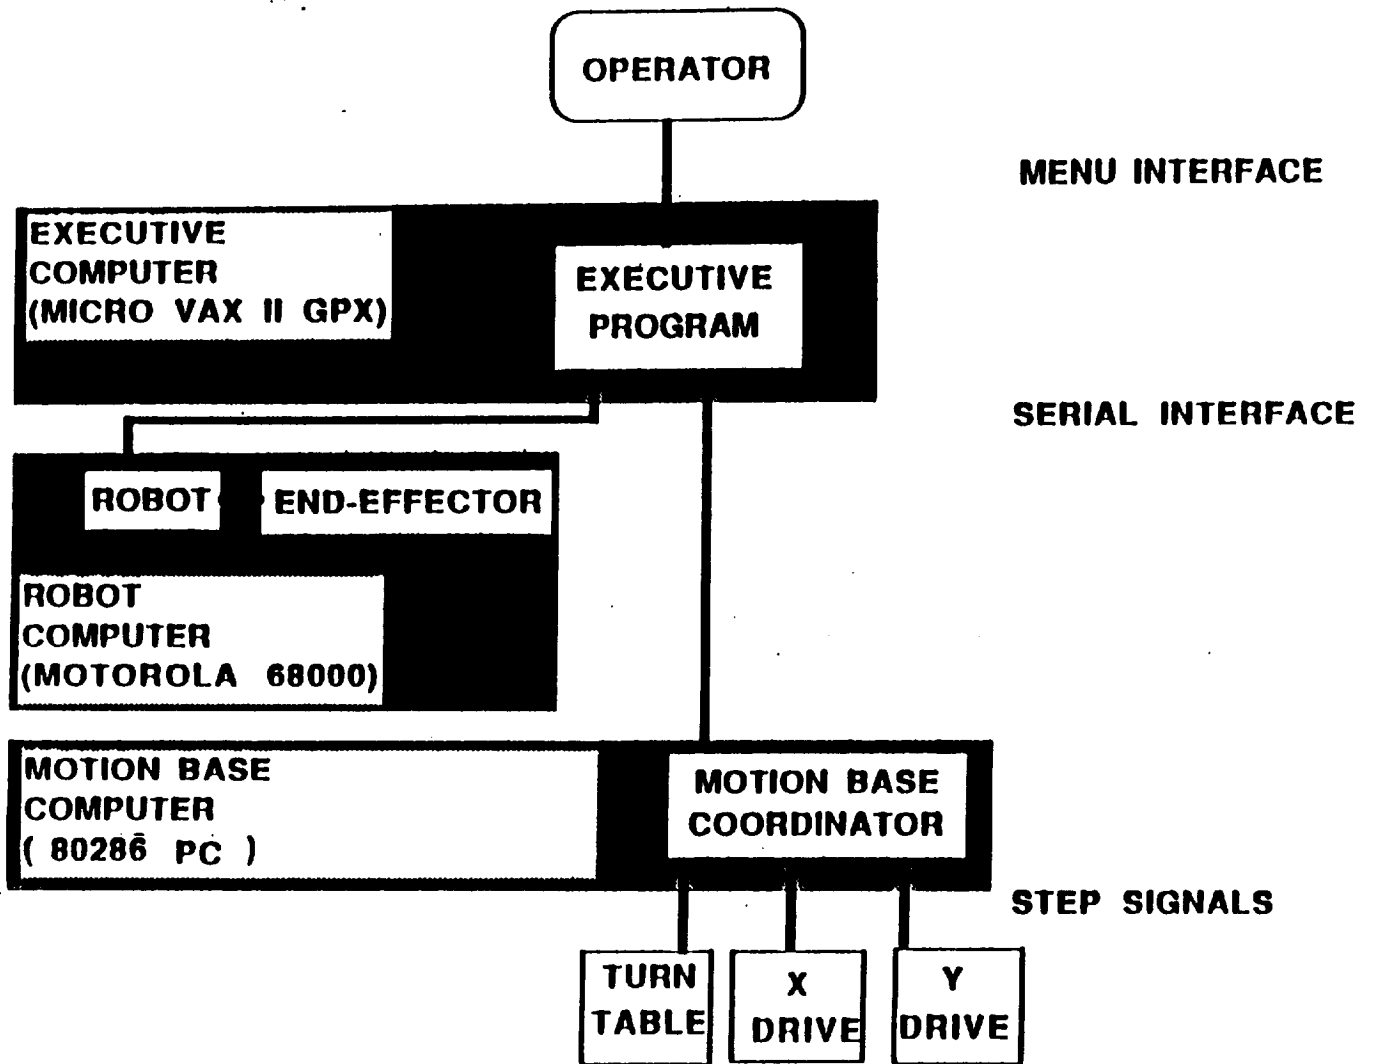 OPERATOR
MENU INTERFACE
EXECUTIVE
COMPUTER
(MICRO VAX II GPX)
EXECUTIVE
PROGRAM
SERIAL INTERFACE
ROBOT
END-EFFECTOR
ROBOT
COMPUTER
(MOTOROLA 68000)
MOTION BASE
COMPUTER
( 80286 PC )
MOTION BASE
COORDINATOR
STEP SIGNALS
TURN
TABLE
X
DRIVE
Y
DRIVE